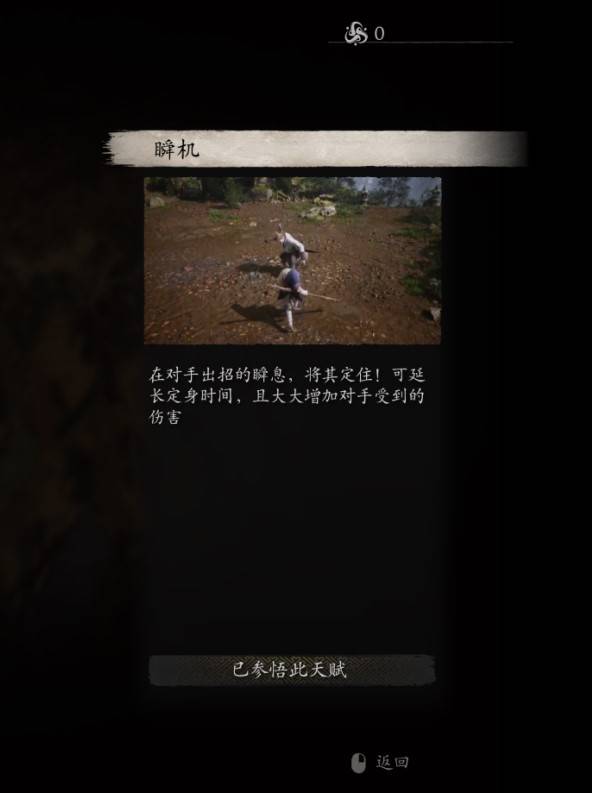 0
瞬机
在对手出招的瞬息，将其定住！可延
长定身时间，且大大增加对手受到的
伤害
已参悟此天赋
返回